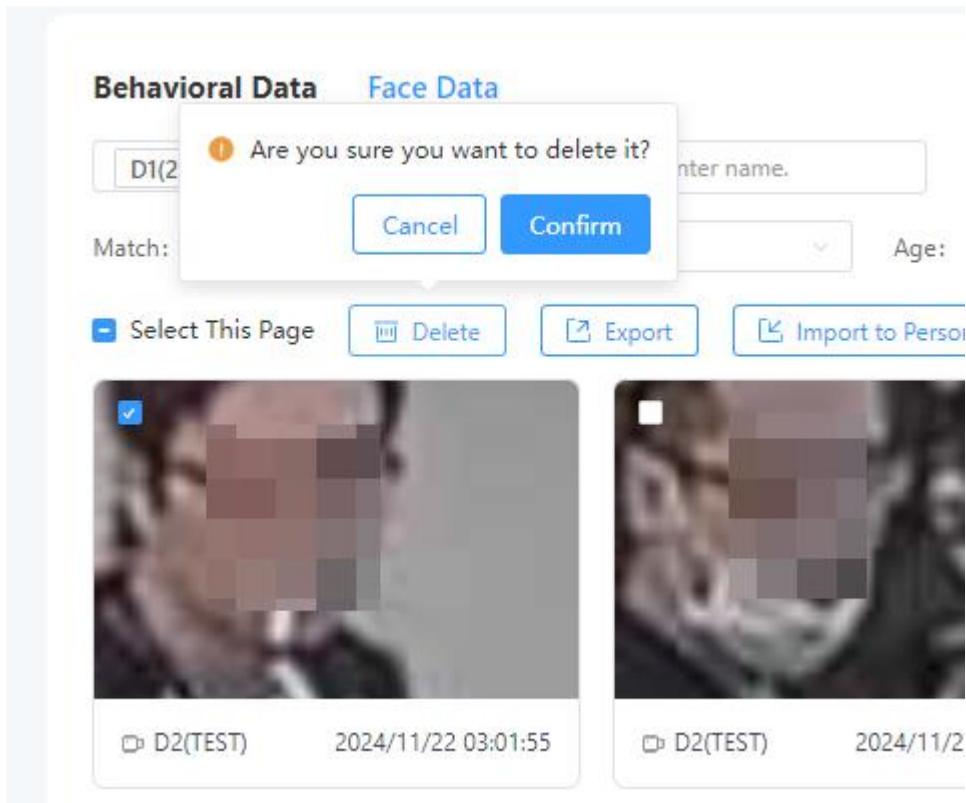 Behavioral Data Face Data
Are you sure you want to delete it?
D1(2
nter name.
Cancel Confirm
Match:
Age:
Select This Page Delete Export Import to Person
D2(TEST) 2024/11/22 03:01:55 D2(TEST) 2024/11/2